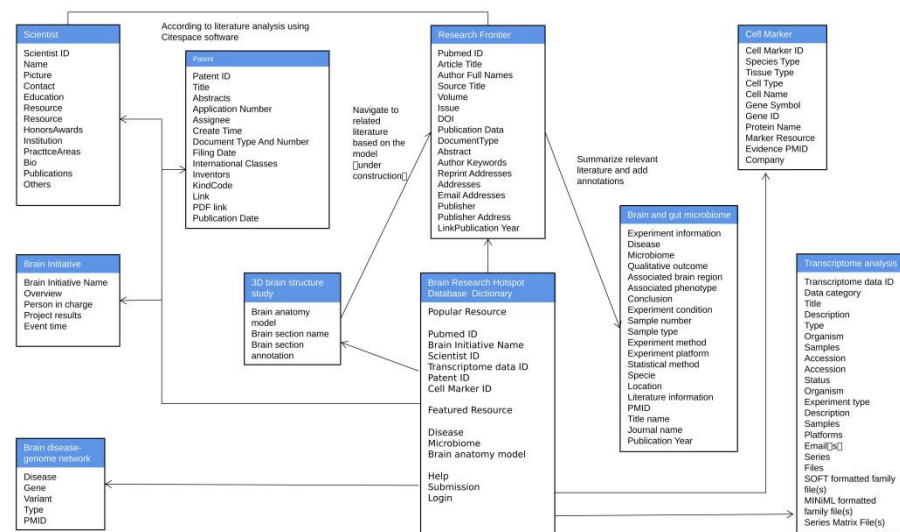 Scientist
Scientist ID
Name
Picture
Contact
Education
Resource
Resource
HonorsAwards
Institution
PractteAreas
Bio
Publications
Others
According to literature analysis using
Citespace software
Patent
Patent ID
Title
Abstracts
Application Number
Assignee
Create Time
Document Type And Number
Filing Date
International Classes
Inventors
KindCode
Link
PDF link
Publication Date
Navigate to
related
literature
based on the
model
▯under
construction▯
Research Frontier
Pubmed ID
Article Title
Author Full Names
Source Title
Volume
Issue
DOI
Publication Data
DocumentType
Abstract
Author Keywords
Reprint Addresses
Addresses
Email Addresses
Publisher
Publisher Address
LinkPublication Year
Summarize relevant
literature and add
annotations
Cell Marker
Cell Marker ID
Species Type
Tissue Type
Cell Type
Cell Name
Gene Symbol
Gene ID
Protein Name
Marker Resource
Evidence PMID
Company
Brain Initiative
Brain Initiative Name
Overview
Person in charge
Project results
Event time
3D brain structure
study
Brain anatomy
model
Brain section name
Brain section
annotation
Brain Research Hotspot
Database Dictionary
Popular Resource
Pubmed ID
Brain Initiative Name
Scientist ID
Transcriptome data ID
Patent ID
Cell Marker ID
Featured Resource
Disease
Microbiome
Brain anatomy model
Help
Submission
Login
Brain and gut microbiome
Experiment information
Disease
Microbiome
Qualitative outcome
Associated brain region
Associated phenotype
Conclusion
Experiment condition
Sample number
Sample type
Experiment method
Experiment platform
Statistical method
Specie
Location
Literature information
PMID
Title name
Journal name
Publication Year
Transcriptome analysis
Transcriptome data ID
Data category
Title
Description
Type
Organism
Samples
Accession
Accession
Status
Organism
Experiment type
Description
Samples
Platforms
Email▯s▯
Series
Files
SOFT formatted family
file(s)
MINiML formatted
family file(s)
Series Matrix File(s)
Brain disease-
genome network
Disease
Gene
Variant
Type
PMID